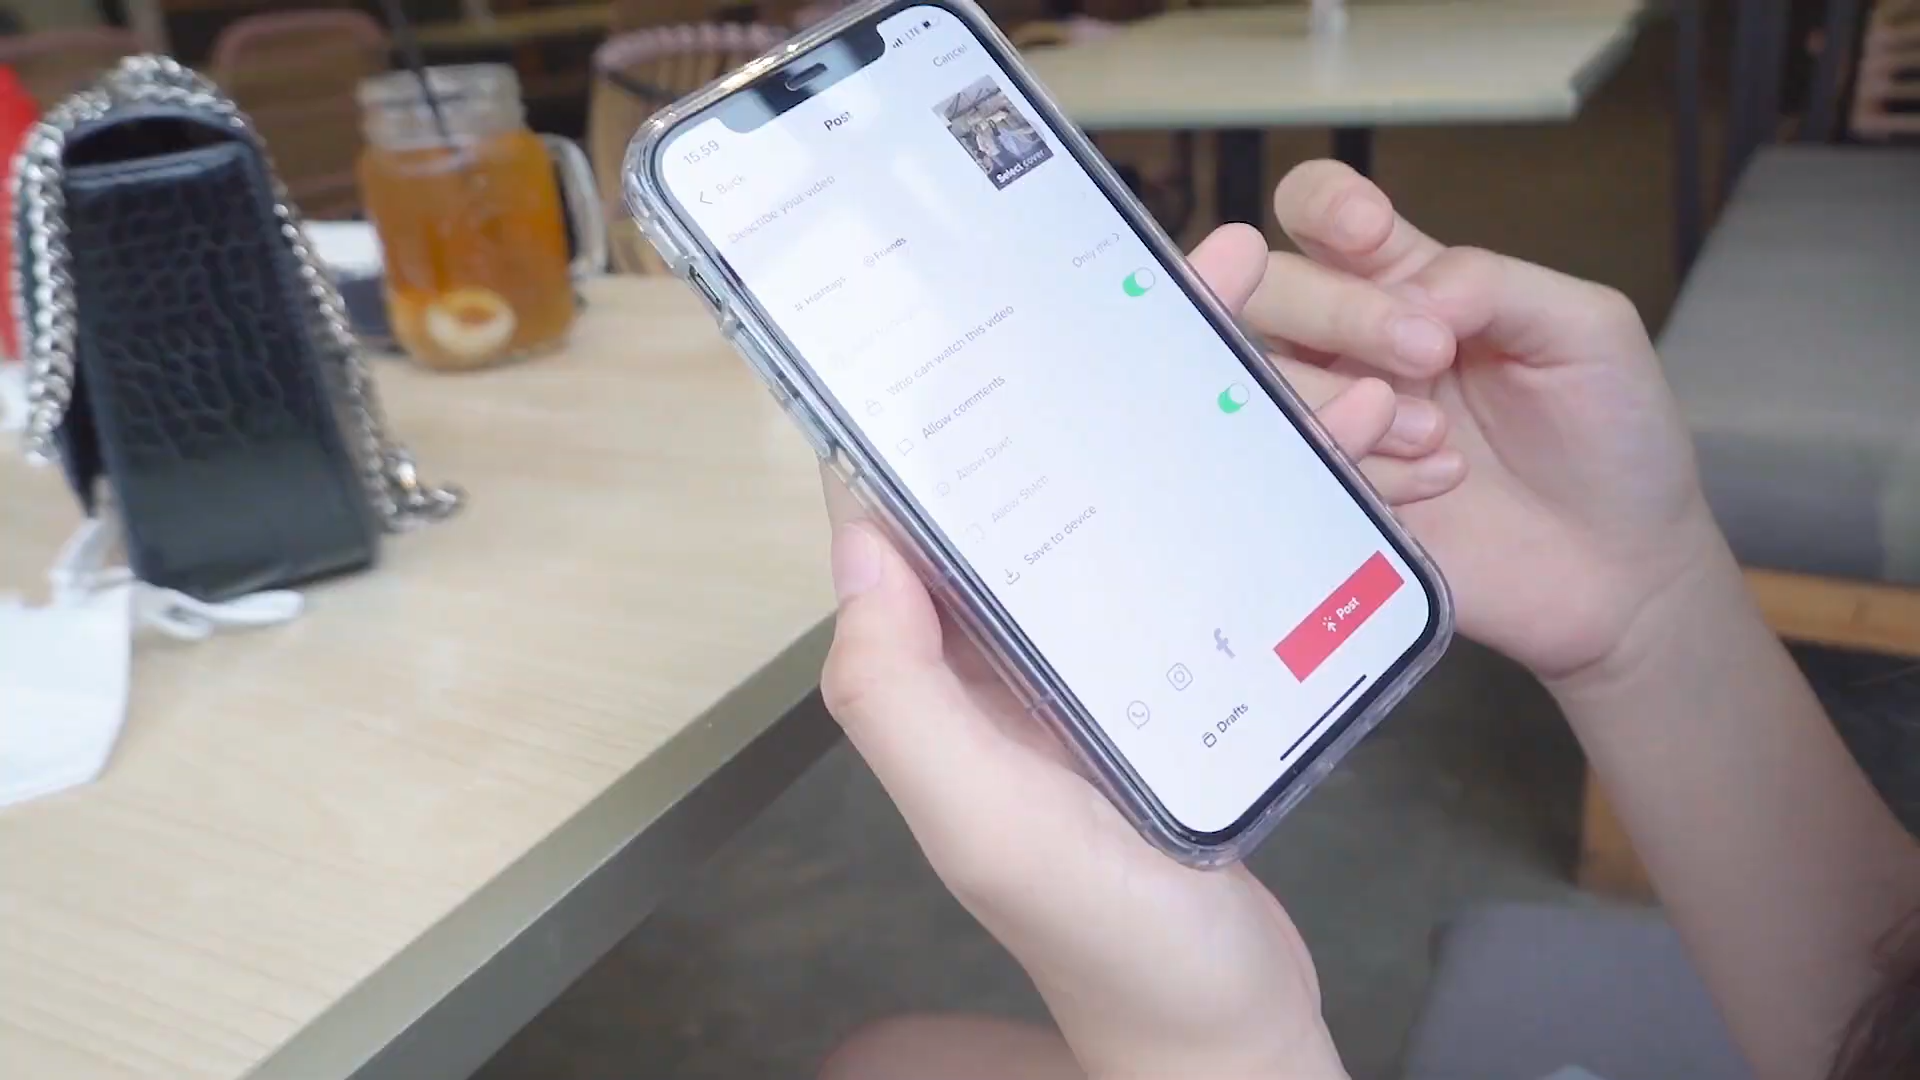 15:59
LTE
Back
Post
Cancel
Describe your video
Select cover
# Hashtags
@Friends
Who can watch this video
Only me
Allow comments
Allow Duet
Allow Stitch
Save to device
Drafts
Post